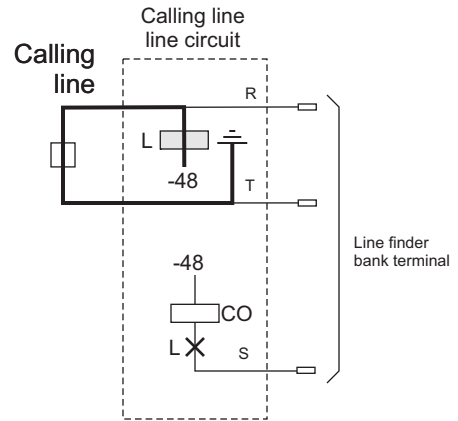 Calling line
line circuit
Calling
line
R
L
-48
T
Line finder
bank terminal
-48
CO
L
S